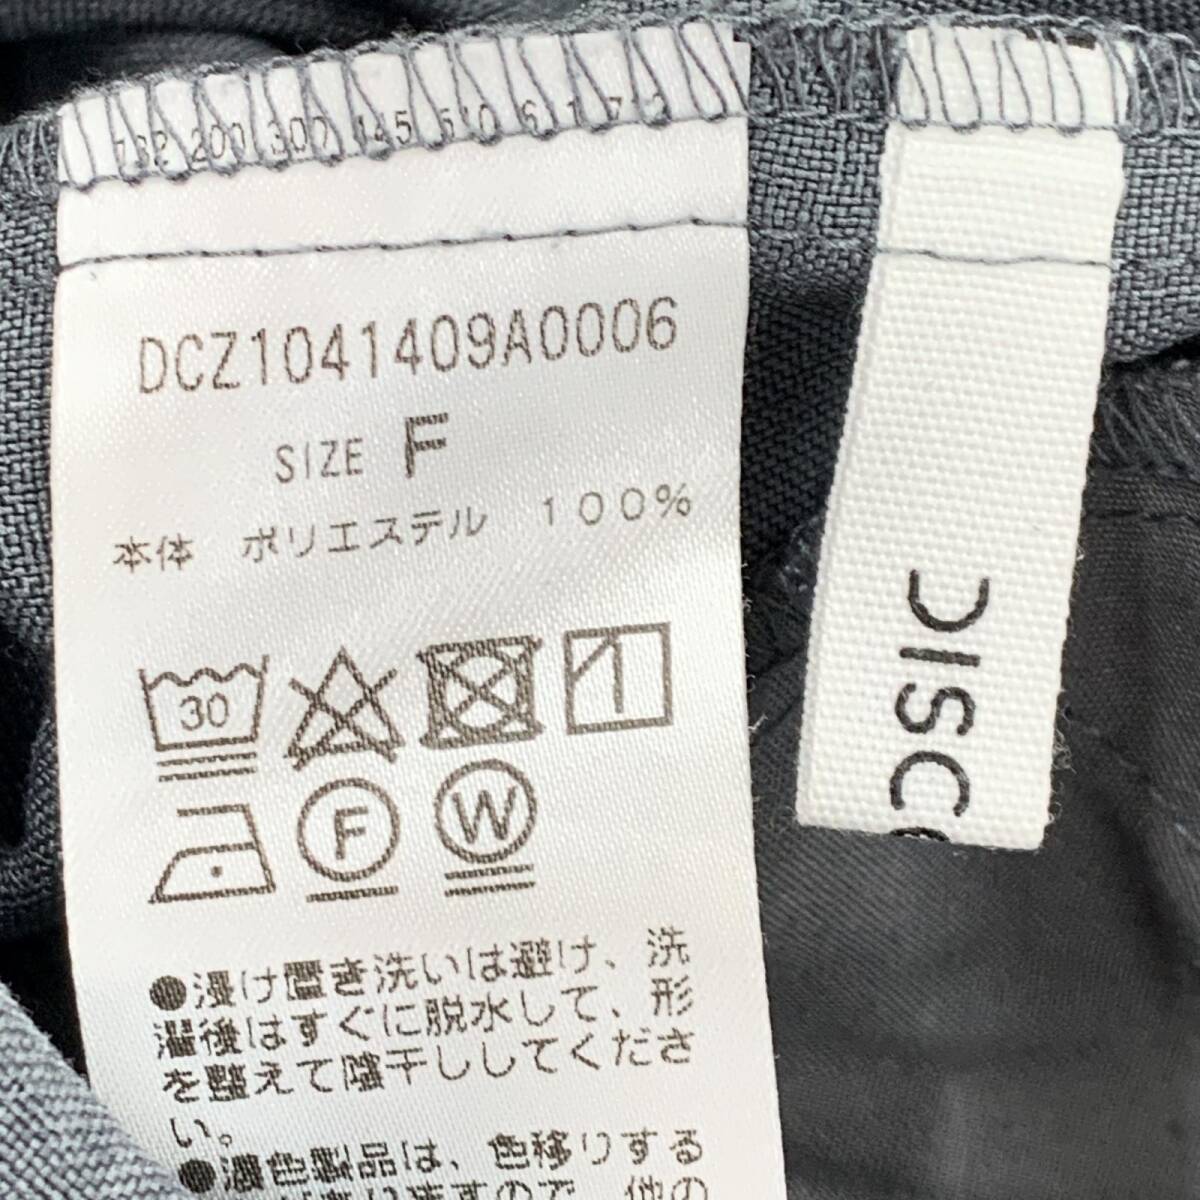 DCZ1041409A0006
SIZE F
本体 ポリエステル 100%
30
F
W
●浸け置き洗いは避け、洗
濯後はすぐに脱水して、形
を整えて陰干ししてくださ
い。
●濃色製品は、色移りする
DISC